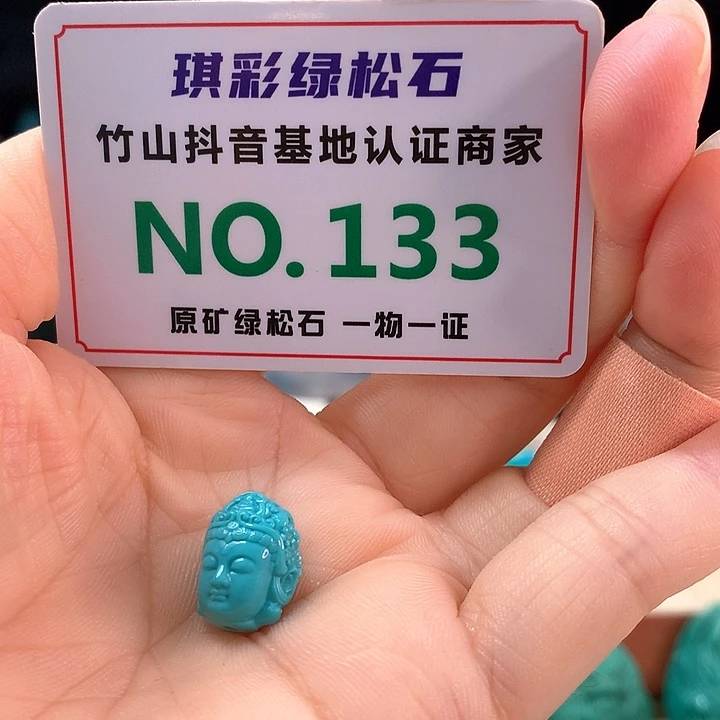 琪彩绿松石
竹山抖音基地认证商家
NO.133
原矿绿松石 一物一证